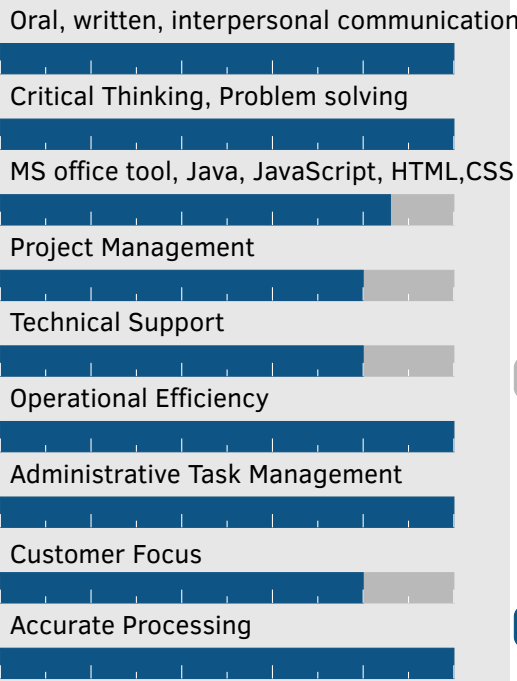 Oral, written, interpersonal communication
Critical Thinking, Problem solving
MS office tool, Java, JavaScript, HTML,CSS
Project Management
Technical Support
Operational Efficiency
Administrative Task Management
Customer Focus
Accurate Processing